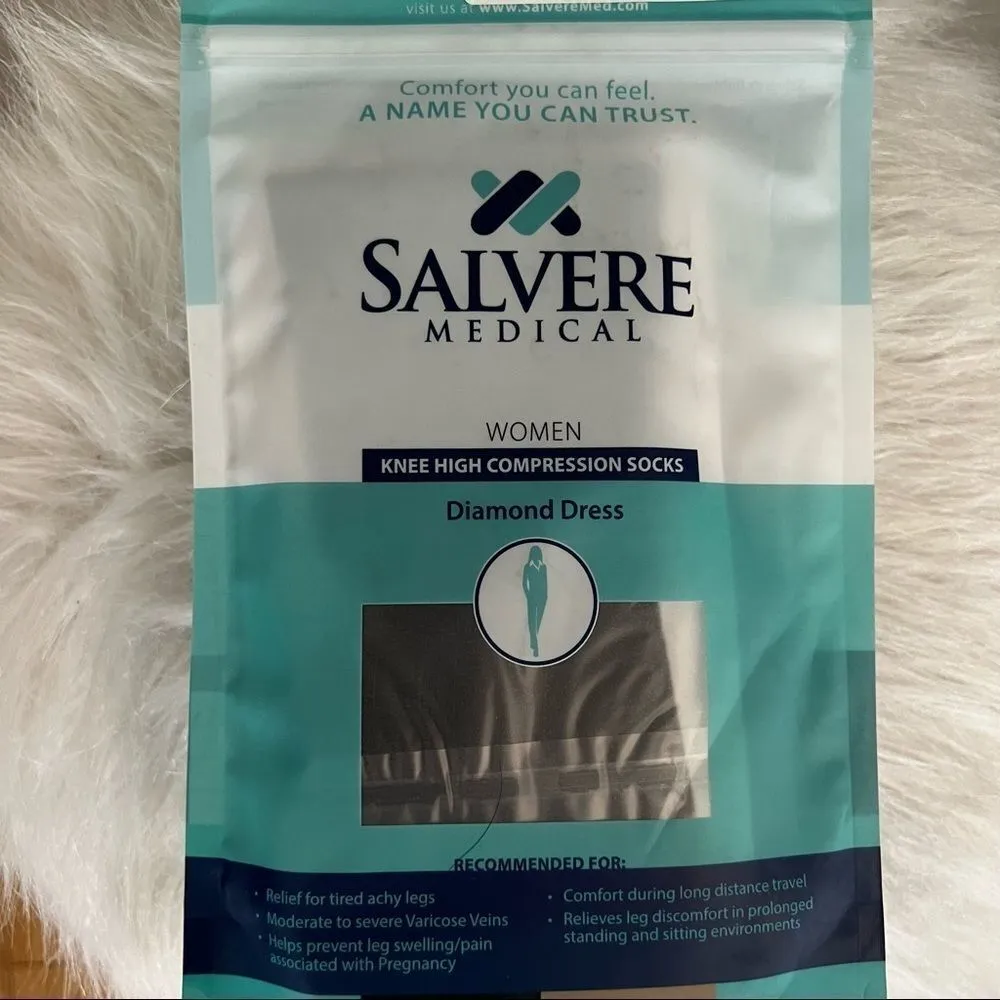 visit us at www.SalvereMed.com
Comfort you can feel.
A NAME YOU CAN TRUST.
SALVERE
MEDICAL
WOMEN
KNEE HIGH COMPRESSION SOCKS
Diamond Dress
RECOMMENDED FOR:
• Relief for tired achy legs
• Moderate to severe Varicose Veins
• Helps prevent leg swelling/pain
associated with Pregnancy
• Comfort during long distance travel
• Relieves leg discomfort in prolonged
standing and sitting environments